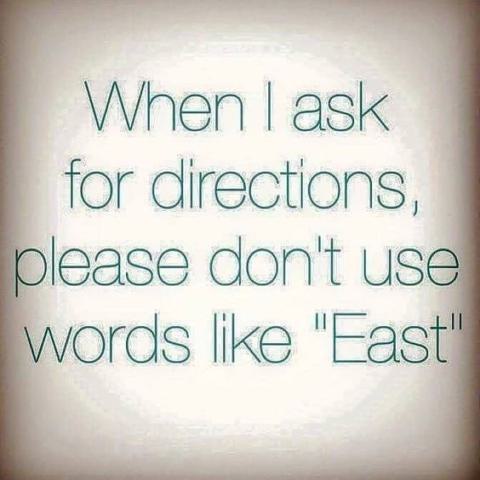 When I ask
for directions,
please don't use
words like "East"